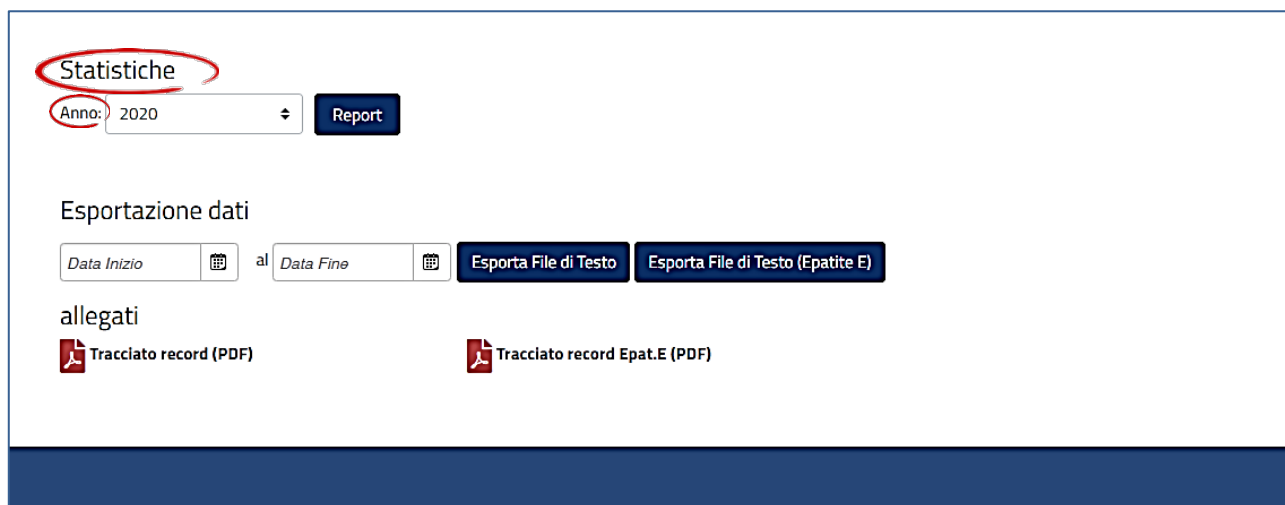 Statistiche
Anno: 2020 Report
Esportazione dati
Data Inizio al Data Fine Esporta File di Testo Esporta File di Testo (Epatite E)
allegati
Tracciato record (PDF) Tracciato record Epat.E (PDF)